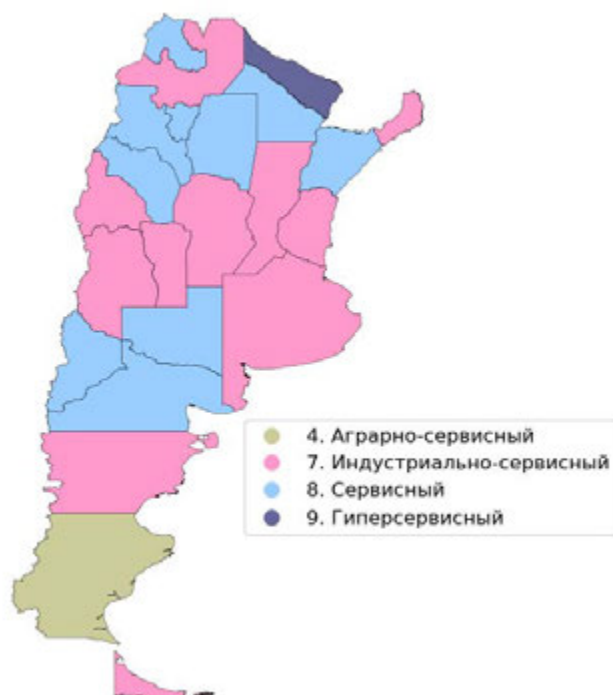 4. Аграрно-сервисный
7. Индустриально-сервисный
8. Сервисный
9. Гиперсервисный